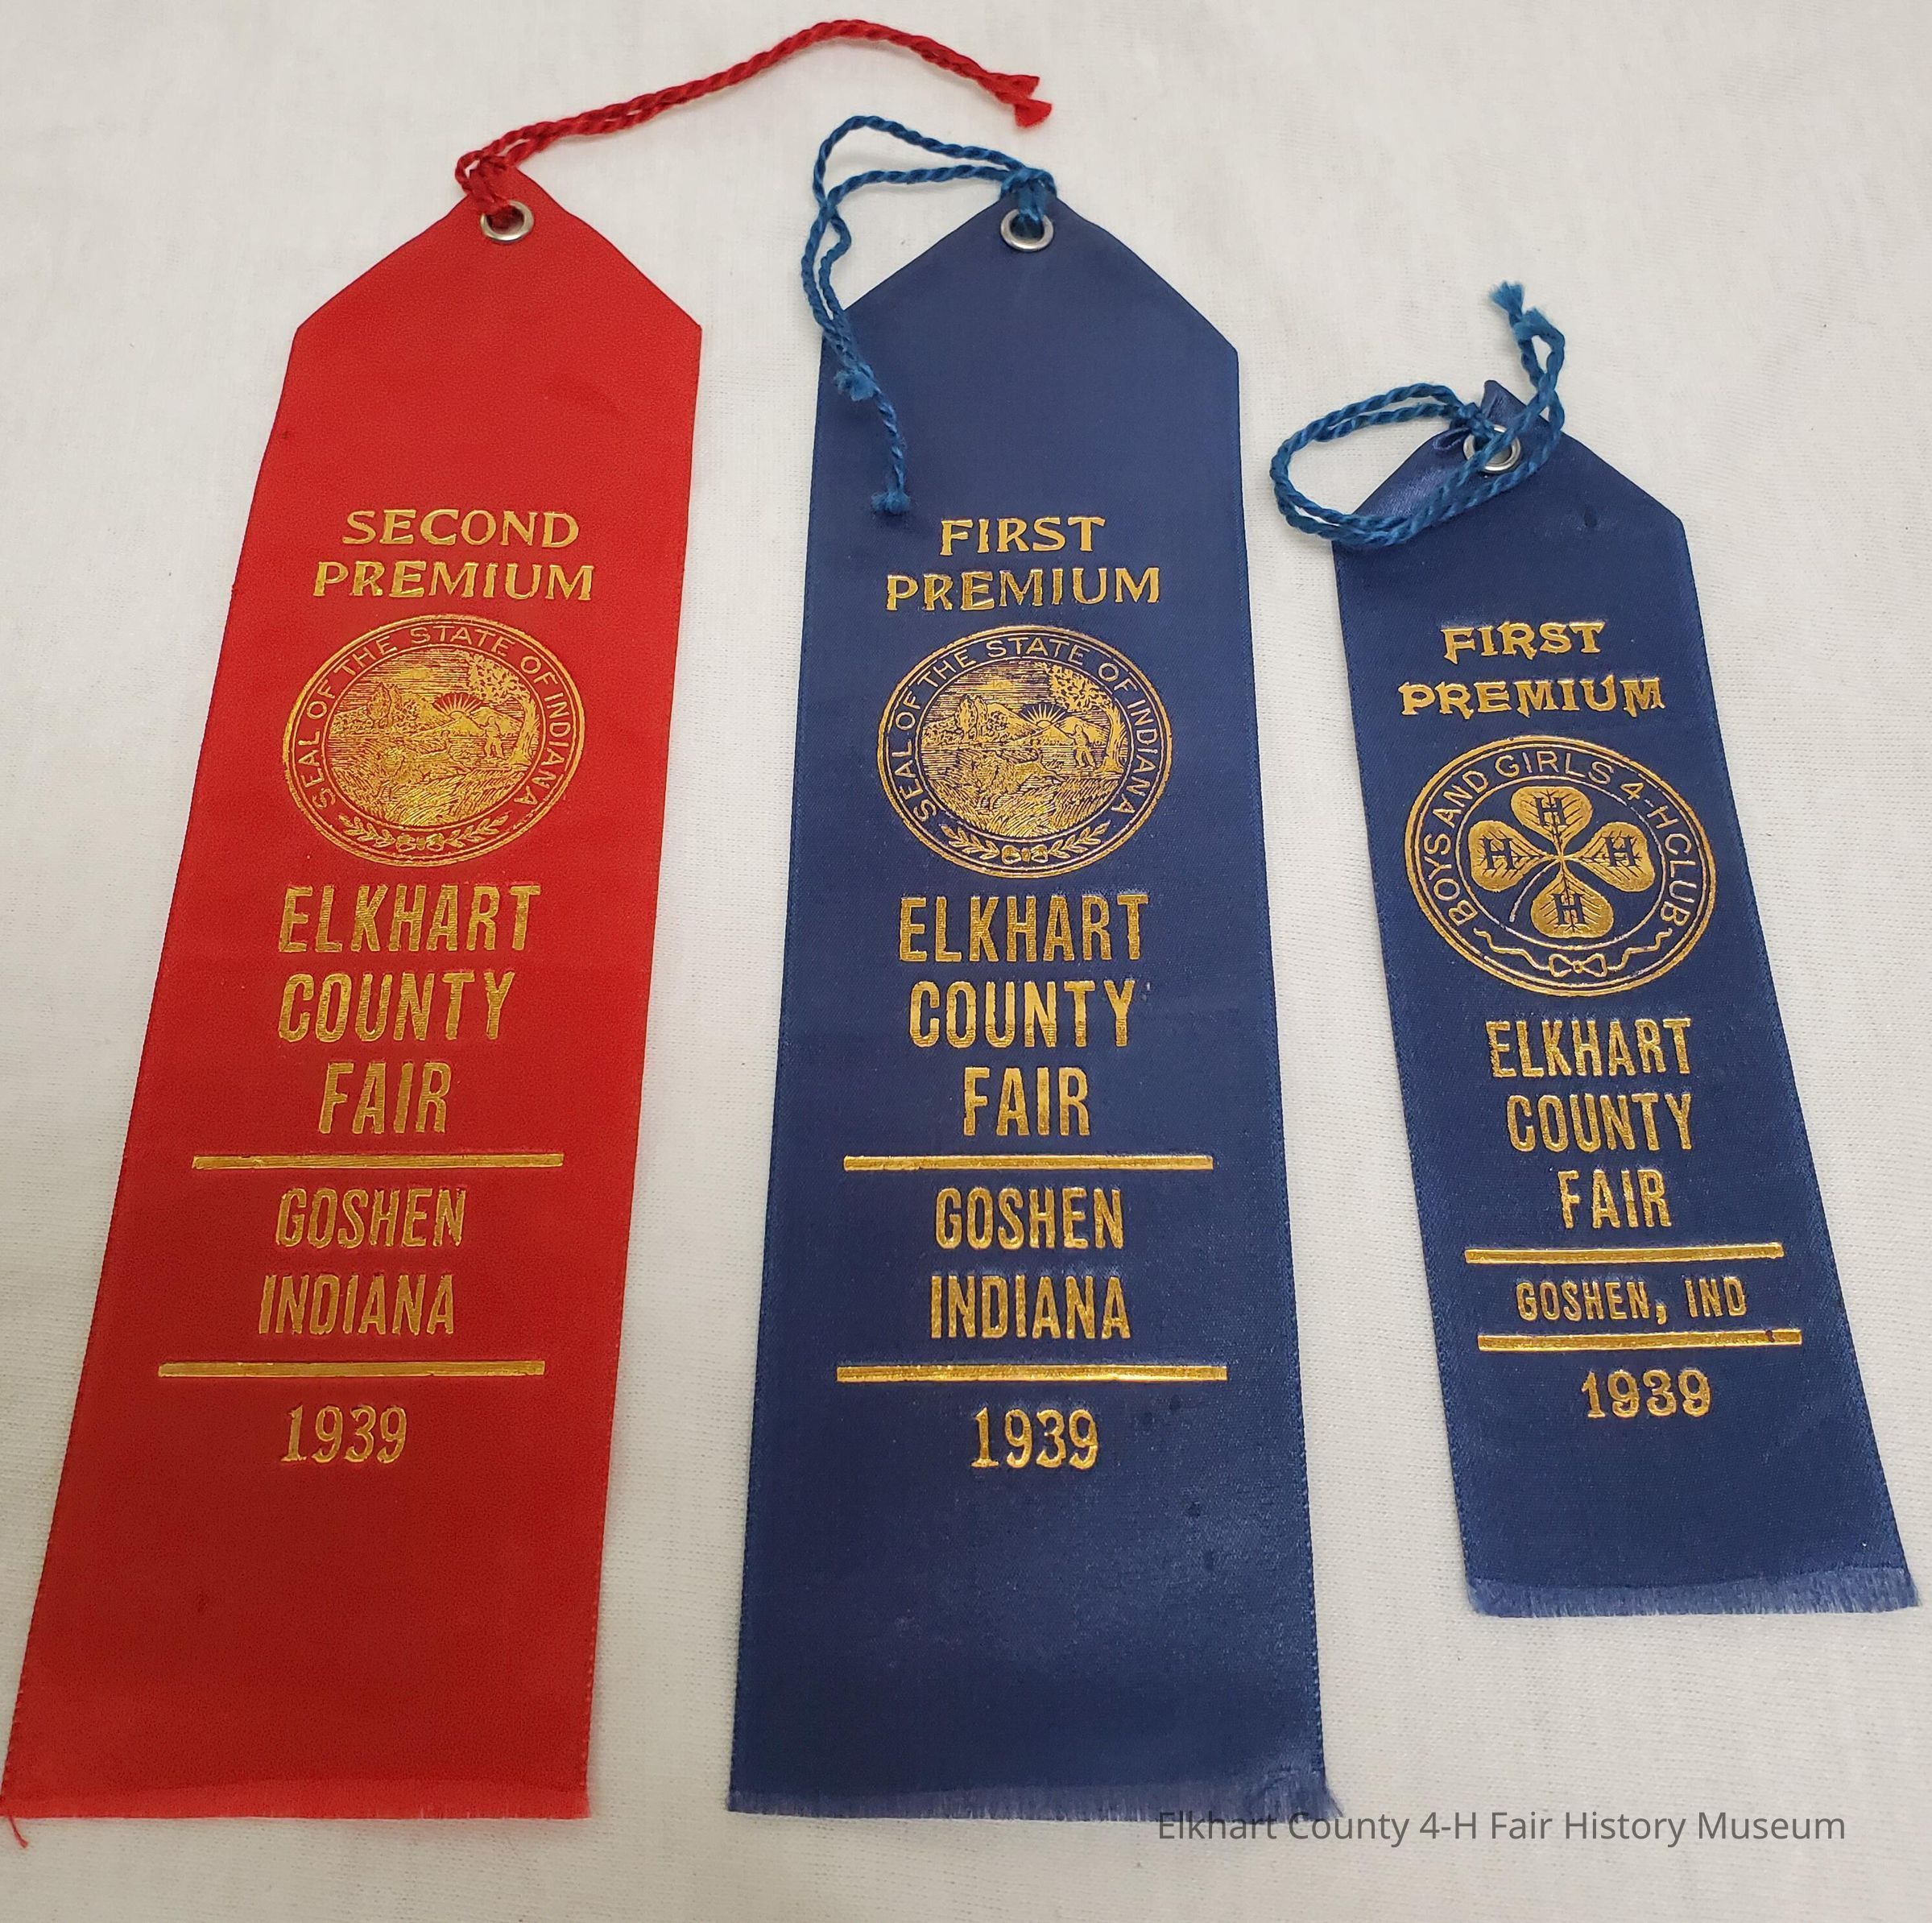 SECOND
PREMIUM
SEAL OF THE STATE OF INDIANA
ELKHART
COUNTY
FAIR
GOSHEN
INDIANA
1939
FIRST
PREMIUM
SEAL OF THE STATE OF INDIANA
ELKHART
COUNTY
FAIR
GOSHEN
INDIANA
1939
FIRST
PREMIUM
BOYS AND GIRLS 4-H CLUB
H
H H
H
ELKHART
COUNTY
FAIR
GOSHEN, IND
1939
Elkhart County 4-H Fair History Museum